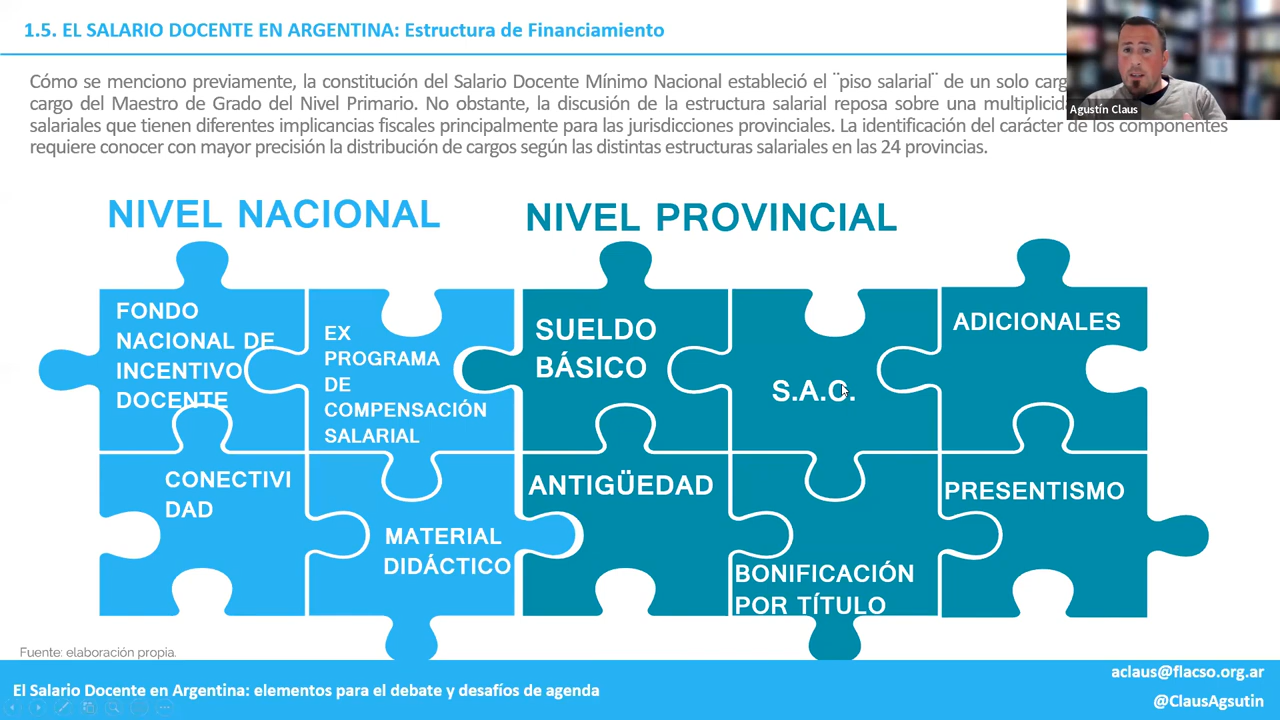 1.5. EL SALARIO DOCENTE EN ARGENTINA: Estructura de Financiamiento
Cómo se menciono previamente, la constitución del Salario Docente Mínimo Nacional estableció el ¨piso salarial¨ de un solo
cargo del Maestro de Grado del Nivel Primario. No obstante, la discusión de la estructura salarial reposa sobre una
salariales que tienen diferentes implicancias fiscales principalmente para las jurisdicciones provinciales. La identificación del carácter de los componentes
requiere conocer con mayor precisión la distribución de cargos según las distintas estructuras salariales en las 24 provincias.
Agustín Claus
NIVEL NACIONAL
NIVEL PROVINCIAL
FONDO
NACIONAL DE
INCENTIVO
DOCENTE
EX
PROGRAMA
DE
COMPENSACIÓN
SALARIAL
SUELDO
BÁSICO
S.A.C.
ADICIONALES
CONECTIVI
DAD
MATERIAL
DIDÁCTICO
ANTIGÜEDAD
BONIFICACIÓN
POR TÍTULO
PRESENTISMO
Fuente: elaboración propia.
El Salario Docente en Argentina: elementos para el debate y desafíos de agenda
aclaus@flacso.org.ar
@ClausAgsutin